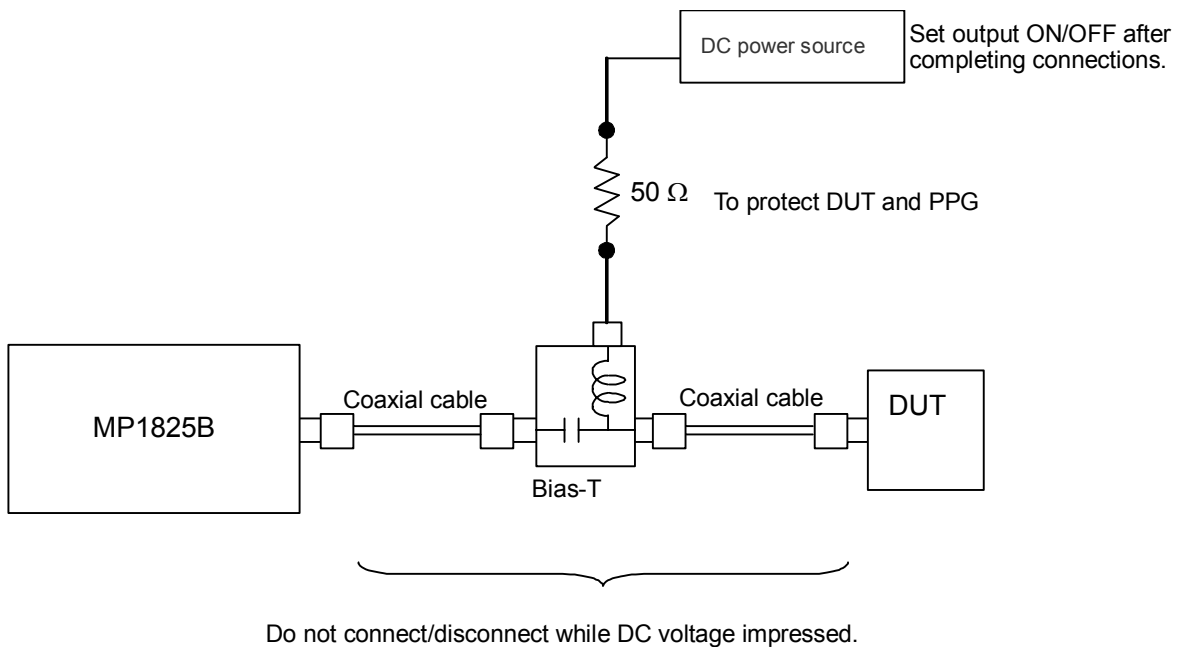 DC power source
Set output ON/OFF after
completing connections.
50 Ω
To protect DUT and PPG
MP1825B
Coaxial cable
Bias-T
Coaxial cable
DUT
Do not connect/disconnect while DC voltage impressed.